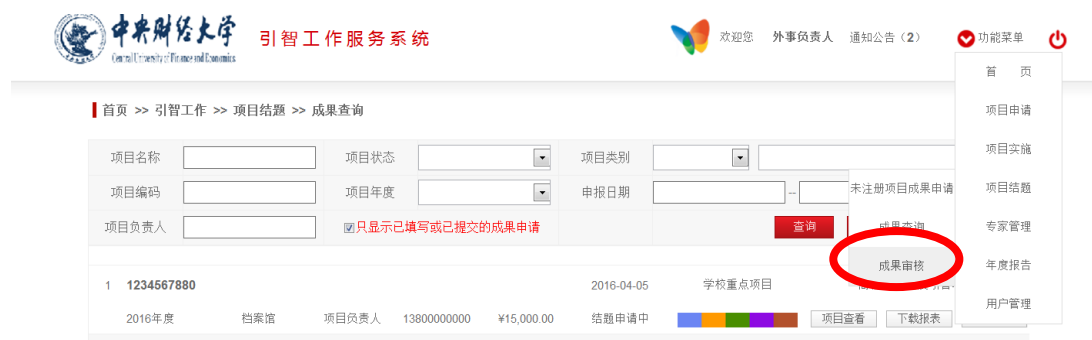 中央财经大学 引智工作服务系统 欢迎您 外事负责人 通知公告（2） 功能菜单
Central University of Finance and Economics
首 页
首页 >> 引智工作 >> 项目结题 >> 成果查询
项目申请
项目名称 项目状态 项目类别 项目实施
项目编码 项目年度 申报日期 -- 未注册项目成果申请 项目结题
项目负责人 只显示已填写或已提交的成果申请 查询 成果查询 专家管理
成果审核 年度报告
1 1234567880 2016-04-05 学校重点项目
用户管理
2016年度 档案馆 项目负责人 13800000000 ¥15,000.00 结题申请中 项目查看 下载报表